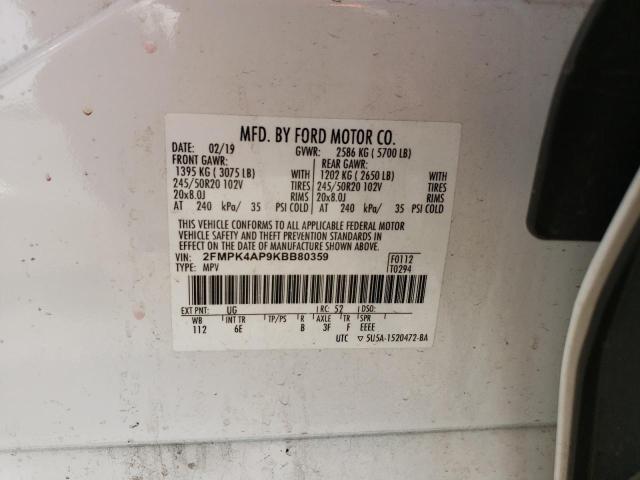 MFD. BY FORD MOTOR CO.
DATE: 02/19 GVWR: 2586 KG ( 5700 LB)
FRONT GAWR: REAR GAWR:
1395 KG ( 3075 LB) WITH 1202 KG ( 2650 LB) WITH
245/50R20 102V TIRES 245/50R20 102V TIRES
20x8.0J RIMS 20x8.0J RIMS
AT 240 kPa/ 35 PSI COLD AT 240 kPa/ 35 PSI COLD
THIS VEHICLE CONFORMS TO ALL APPLICABLE FEDERAL MOTOR
VEHICLE SAFETY AND THEFT PREVENTION STANDARDS IN
EFFECT ON THE DATE OF MANUFACTURE SHOWN ABOVE.
VIN: 2FMPK4AP9KBB80359 F0112
TYPE: MPV T0294
EXT PNT: UG RC: 52 DSO:
WB INT TR TP/PS R AXLE TR SPR
112 6E B 3F F EEEE
UTC ▽ 5U5A-1520472-BA